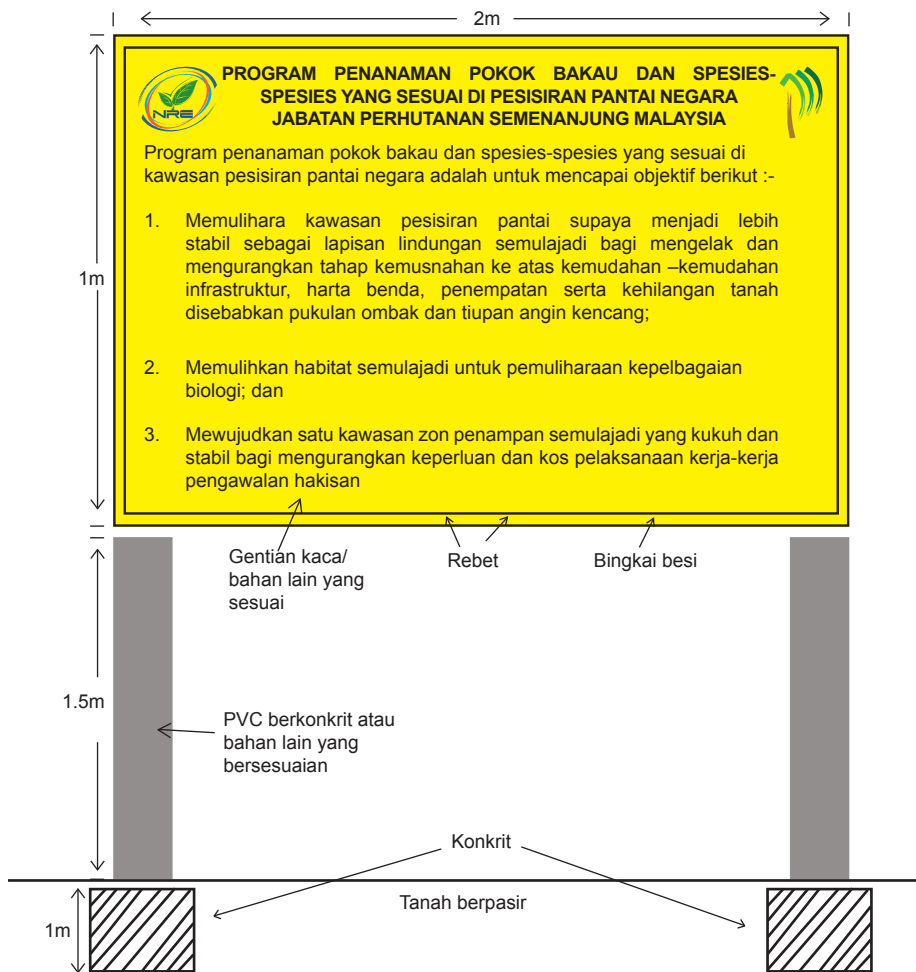 2m
PROGRAM PENANAMAN POKOK BAKAU DAN SPESIES-
SPESIES YANG SESUAI DI PESISIRAN PANTAI NEGARA
JABATAN PERHUTANAN SEMENANJUNG MALAYSIA
NRE
Program penanaman pokok bakau dan spesies-spesies yang sesuai di
kawasan pesisiran pantai negara adalah untuk mencapai objektif berikut :-
1. Memulihara kawasan pesisiran pantai supaya menjadi lebih
stabil sebagai lapisan lindungan semulajadi bagi mengelak dan
mengurangkan tahap kemusnahan ke atas kemudahan –kemudahan
infrastruktur, harta benda, penempatan serta kehilangan tanah
disebabkan pukulan ombak dan tiupan angin kencang;
1m
2. Memulihkan habitat semulajadi untuk pemuliharaan kepelbagaian
biologi; dan
3. Mewujudkan satu kawasan zon penampan semulajadi yang kukuh dan
stabil bagi mengurangkan keperluan dan kos pelaksanaan kerja-kerja
pengawalan hakisan
Gentian kaca/
bahan lain yang
sesuai
Rebet
Bingkai besi
1.5m
PVC berkonkrit atau
bahan lain yang
bersesuaian
Konkrit
Tanah berpasir
1m